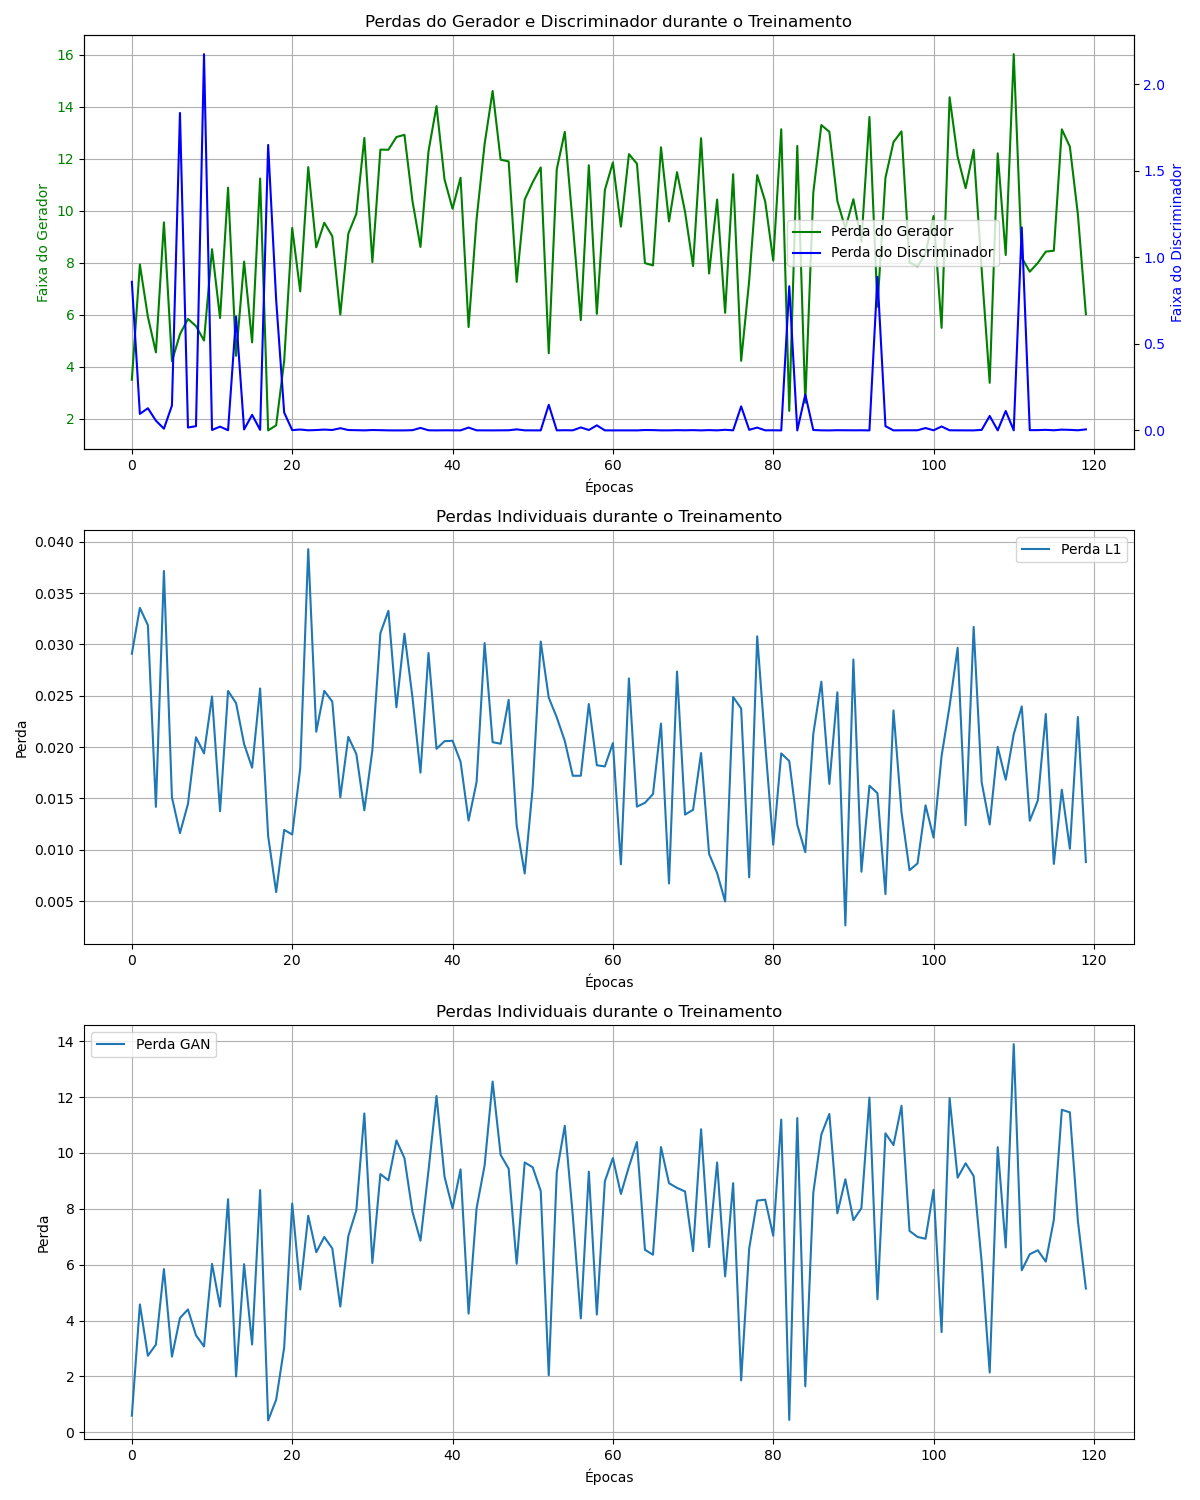 Perdas do Gerador e Discriminador durante o Treinamento
16
14
12
10
8
6
4
2
Faixa do Gerador
2.0
1.5
1.0
0.5
0.0
Faixa do Discriminador
Perda do Gerador
Perda do Discriminador
0 20 40 60 80 100 120
Épocas
Perdas Individuais durante o Treinamento
0.040
0.035
0.030
0.025
0.020
0.015
0.010
0.005
Perda
Perda L1
0 20 40 60 80 100 120
Épocas
Perdas Individuais durante o Treinamento
14
12
10
8
6
4
2
0
Perda
Perda GAN
0 20 40 60 80 100 120
Épocas